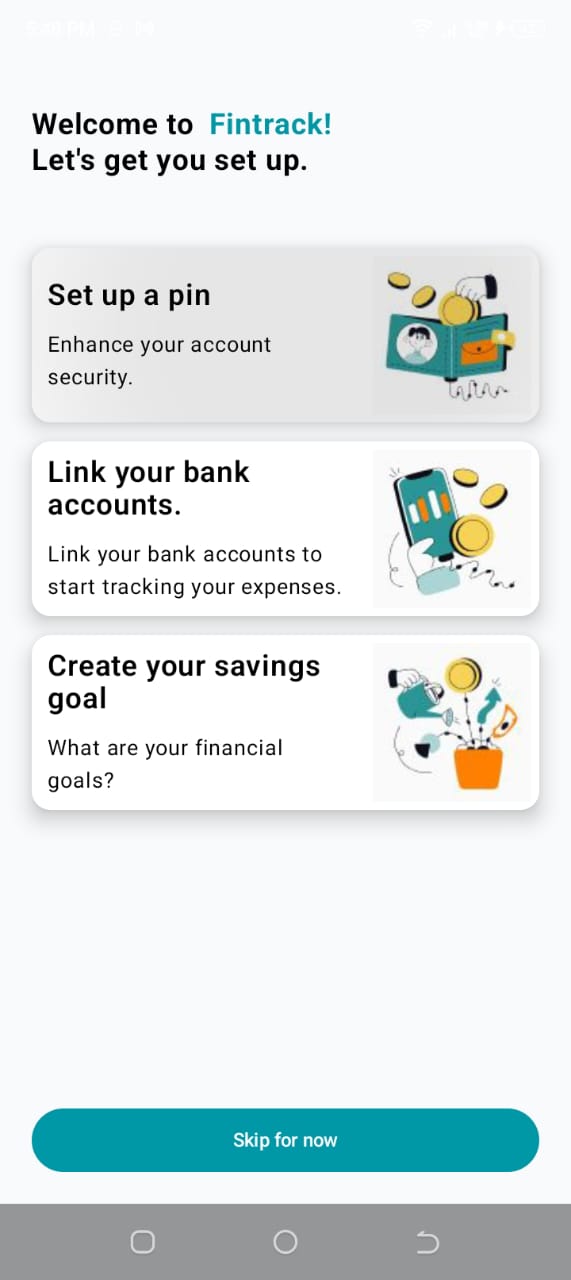 Welcome to Fintrack!
Let's get you set up.
Set up a pin
Enhance your account
security.
Link your bank
accounts.
Link your bank accounts to
start tracking your expenses.
Create your savings
goal
What are your financial
goals?
Skip for now